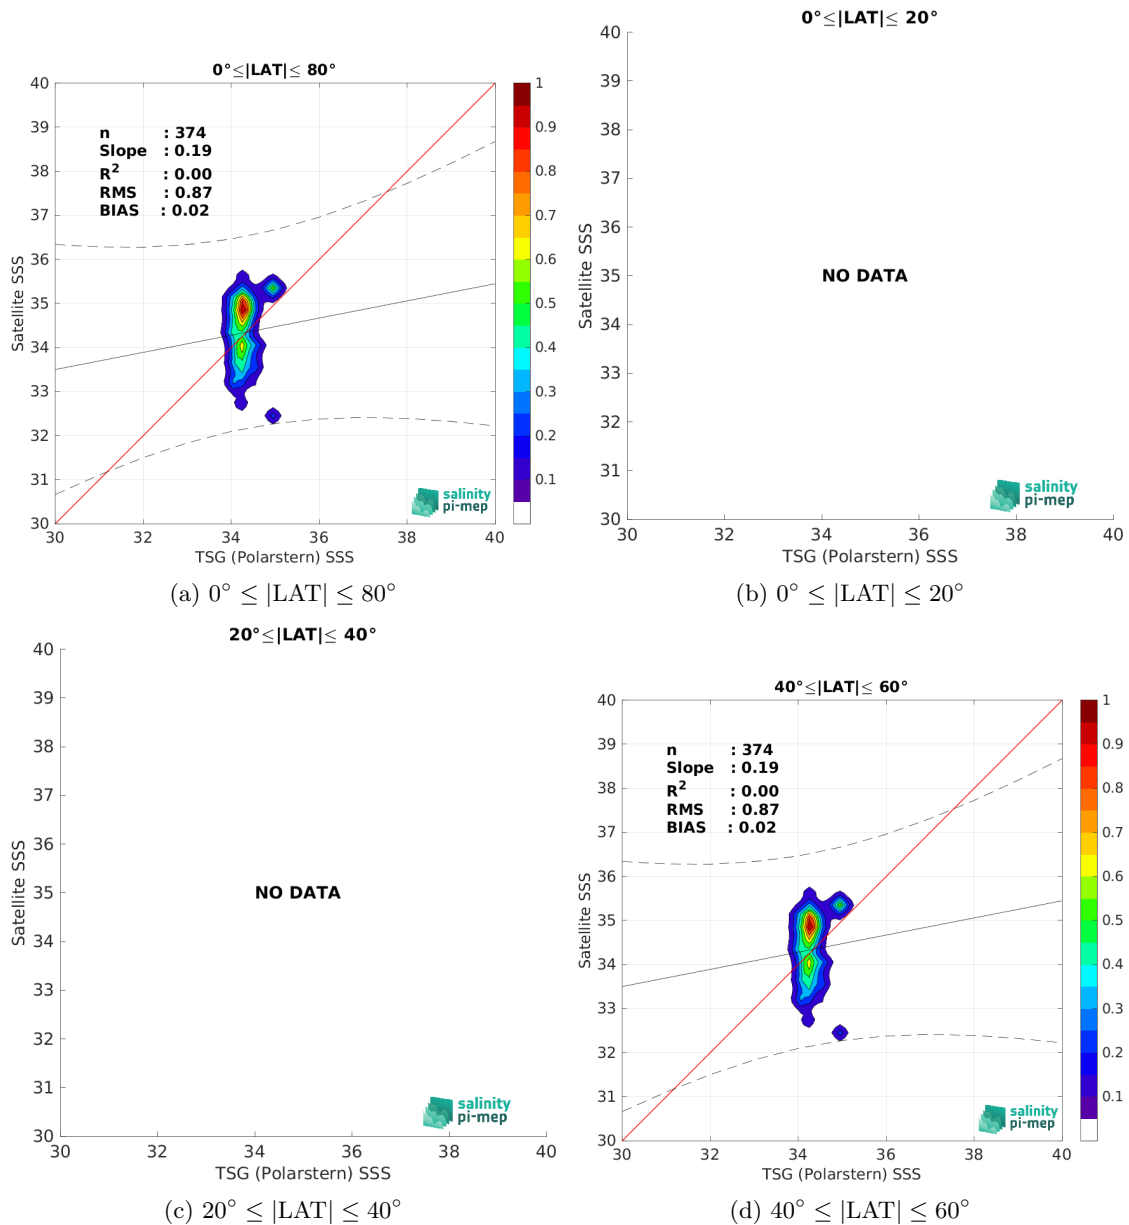 0°≤|LAT|≤ 80°
40
39
38
37
36
35
34
33
32
31
30
Satellite SSS
n : 374
Slope : 0.19
R² : 0.00
RMS : 0.87
BIAS : 0.02
salinity
pi-mep
30 32 34 36 38 40
TSG (Polarstern) SSS
1
0.9
0.8
0.7
0.6
0.5
0.4
0.3
0.2
0.1
(a) 0° ≤ |LAT| ≤ 80°
0°≤|LAT|≤ 20°
40
39
38
37
36
35
34
33
32
31
30
Satellite SSS
NO DATA
salinity
pi-mep
30 32 34 36 38 40
TSG (Polarstern) SSS
(b) 0° ≤ |LAT| ≤ 20°
20°≤|LAT|≤ 40°
40
39
38
37
36
35
34
33
32
31
30
Satellite SSS
NO DATA
salinity
pi-mep
30 32 34 36 38 40
TSG (Polarstern) SSS
(c) 20° ≤ |LAT| ≤ 40°
40°≤|LAT|≤ 60°
40
39
38
37
36
35
34
33
32
31
30
Satellite SSS
n : 374
Slope : 0.19
R² : 0.00
RMS : 0.87
BIAS : 0.02
salinity
pi-mep
30 32 34 36 38 40
TSG (Polarstern) SSS
1
0.9
0.8
0.7
0.6
0.5
0.4
0.3
0.2
0.1
(d) 40° ≤ |LAT| ≤ 60°